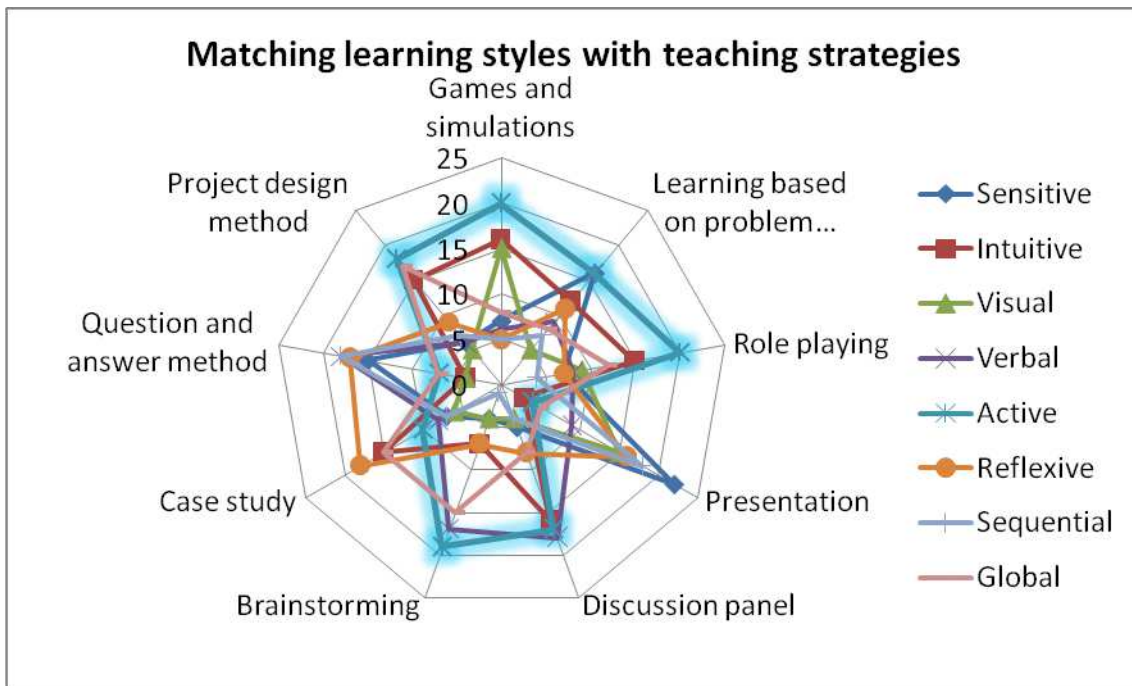 Matching learning styles with teaching strategies
Games and
simulations
25
20
15
10
5
0
Learning based
on problem...
Role playing
Presentation
Discussion panel
Brainstorming
Case study
Question and
answer method
Project design
method
Sensitive
Intuitive
Visual
Verbal
Active
Reflexive
Sequential
Global